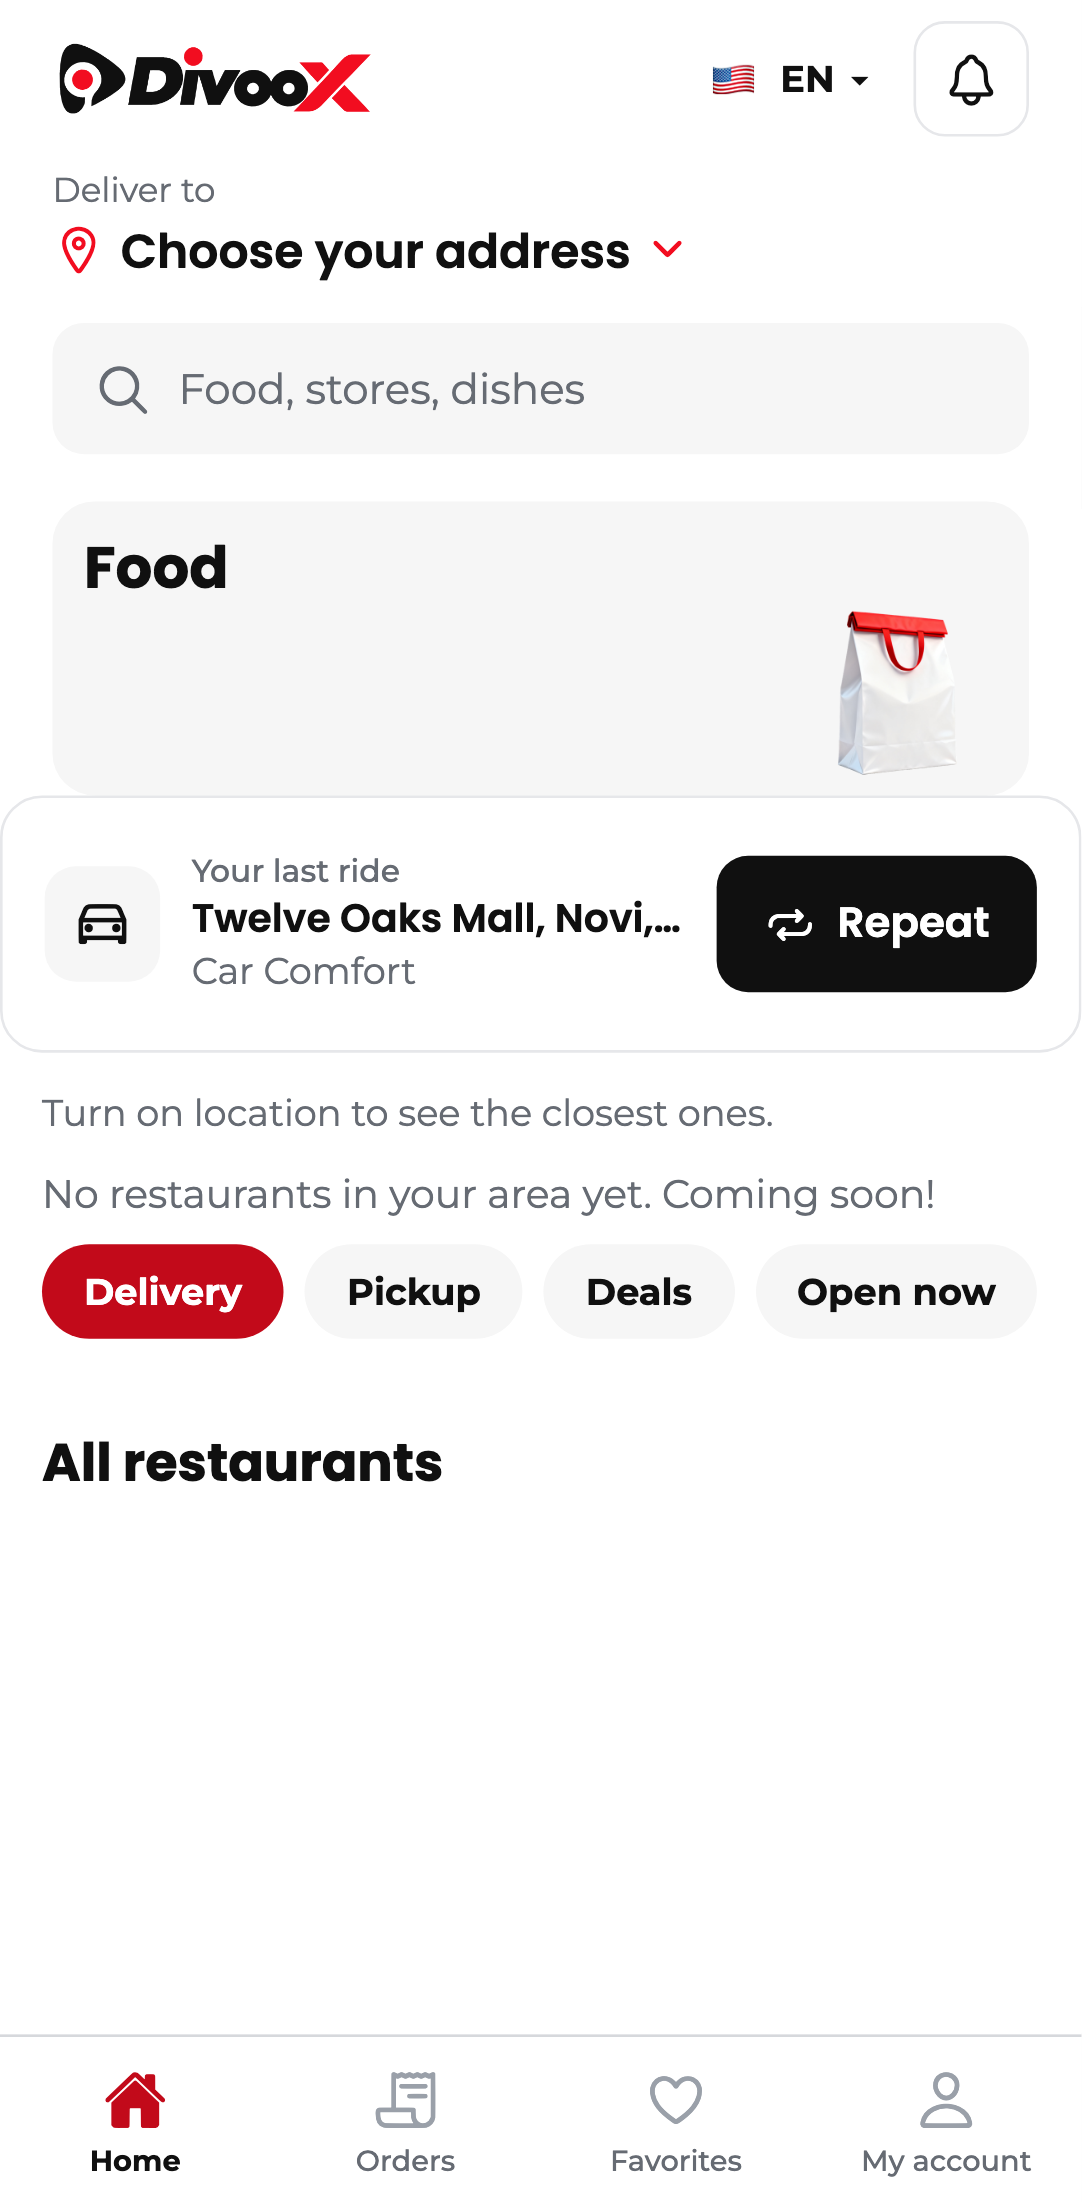 DivooX
🇺🇸 EN
Deliver to
Choose your address
Food, stores, dishes
Food
Your last ride
Twelve Oaks Mall, Novi,...
Car Comfort
Repeat
Turn on location to see the closest ones.
No restaurants in your area yet. Coming soon!
Delivery Pickup Deals Open now
All restaurants
Home Orders Favorites My account